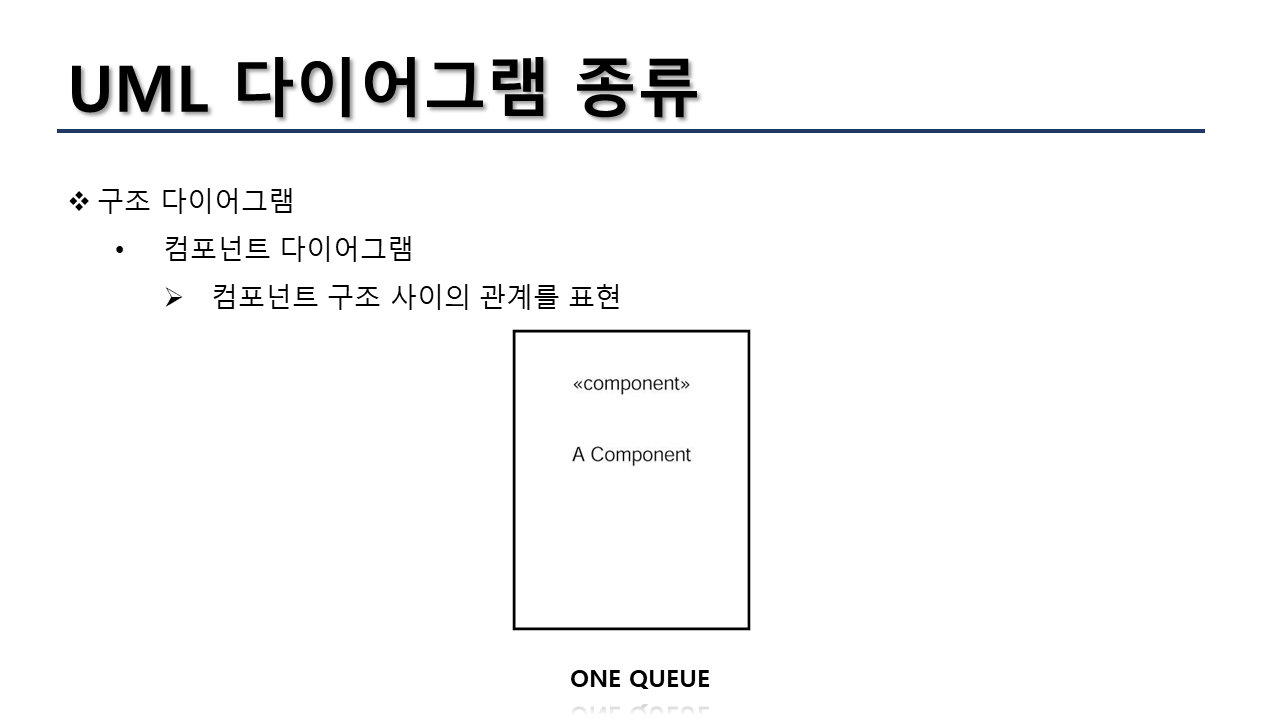 UML 다이어그램 종류
❖ 구조 다이어그램
• 컴포넌트 다이어그램
➢ 컴포넌트 구조 사이의 관계를 표현
«component»
A Component
ONE QUEUE